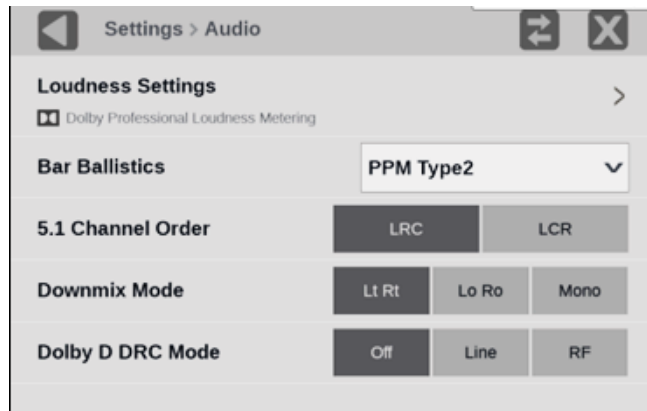 Settings > Audio
Loudness Settings
>
Dolby Professional Loudness Metering
Bar Ballistics
PPM Type2
5.1 Channel Order
LRC
LCR
Downmix Mode
Lt Rt
Lo Ro
Mono
Dolby D DRC Mode
Off
Line
RF